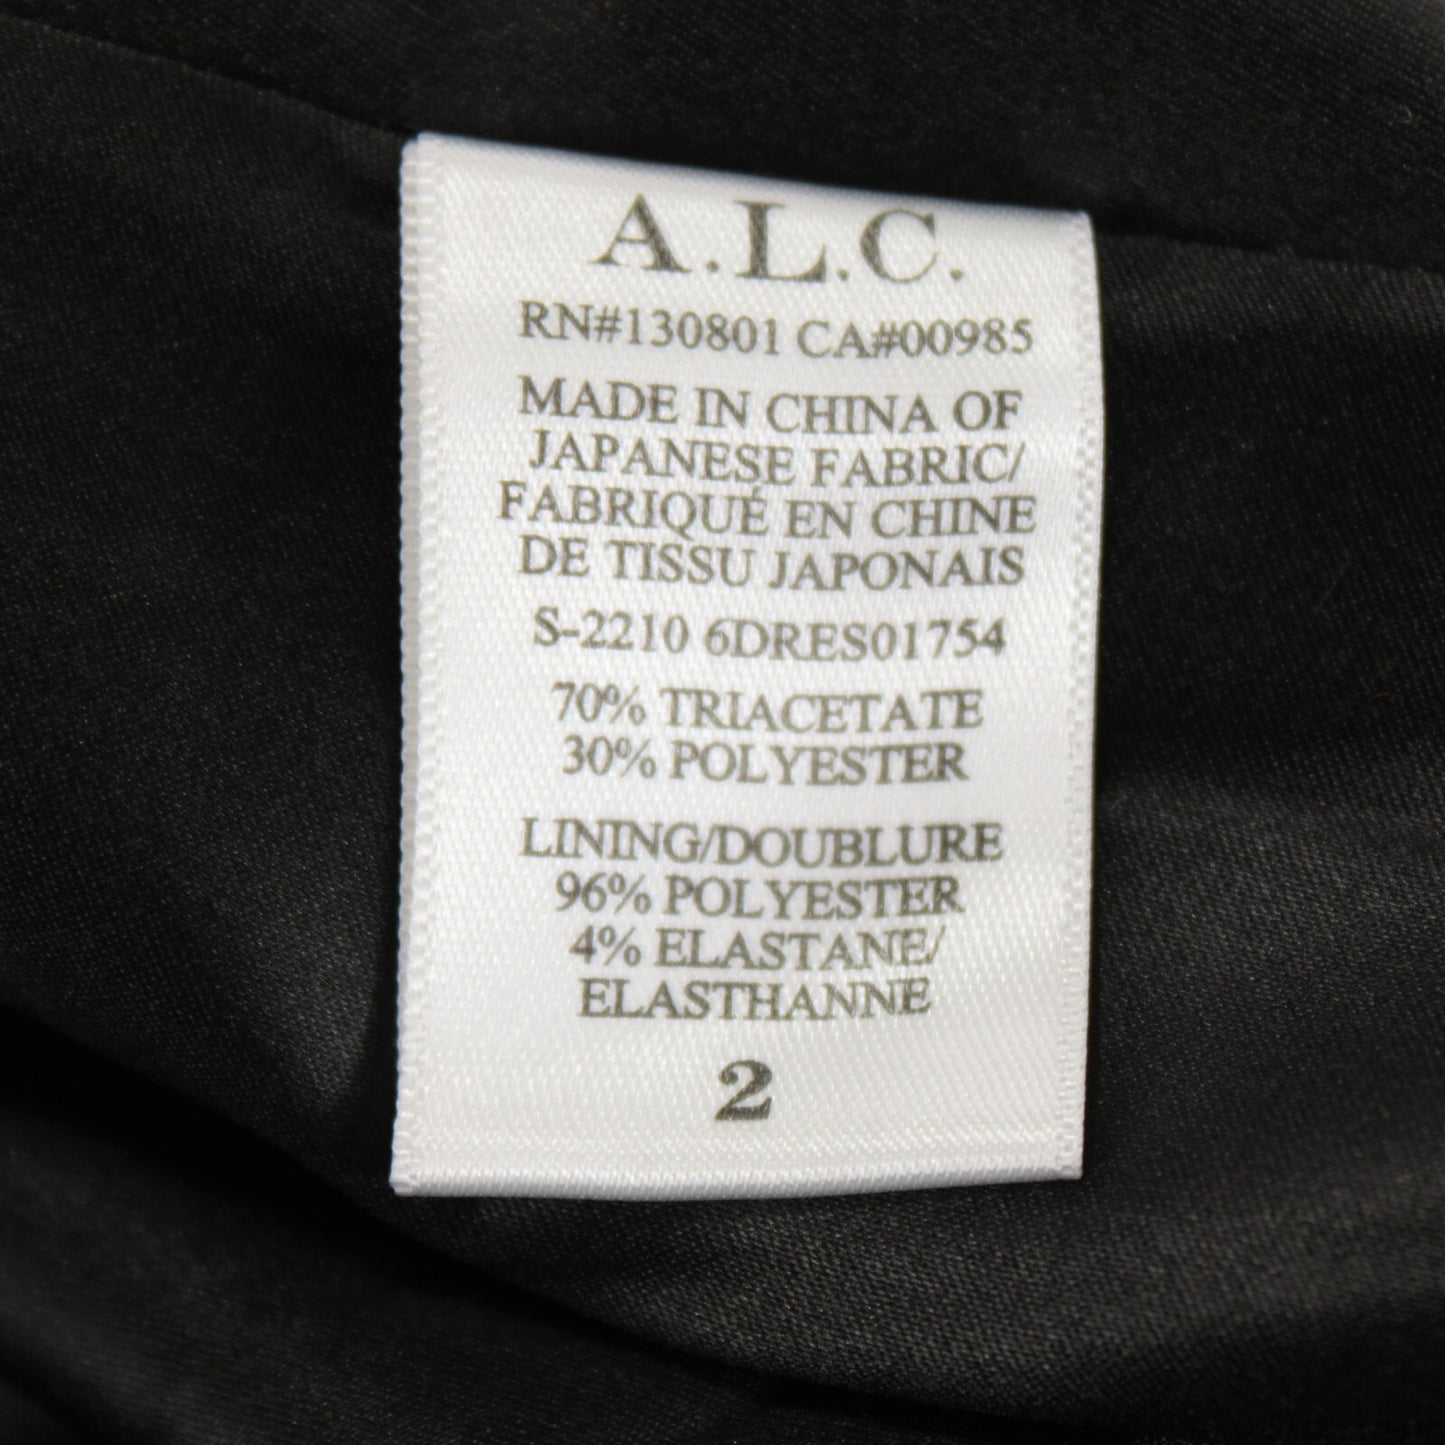 A.L.C.
RN#130801 CA#00985
MADE IN CHINA OF
JAPANESE FABRIC/
FABRIQUÉ EN CHINE
DE TISSU JAPONAIS
S-2210 6DRES01754
70% TRIACETATE
30% POLYESTER
LINING/DOUBLURE
96% POLYESTER
4% ELASTANE/
ELASTHANNE
2